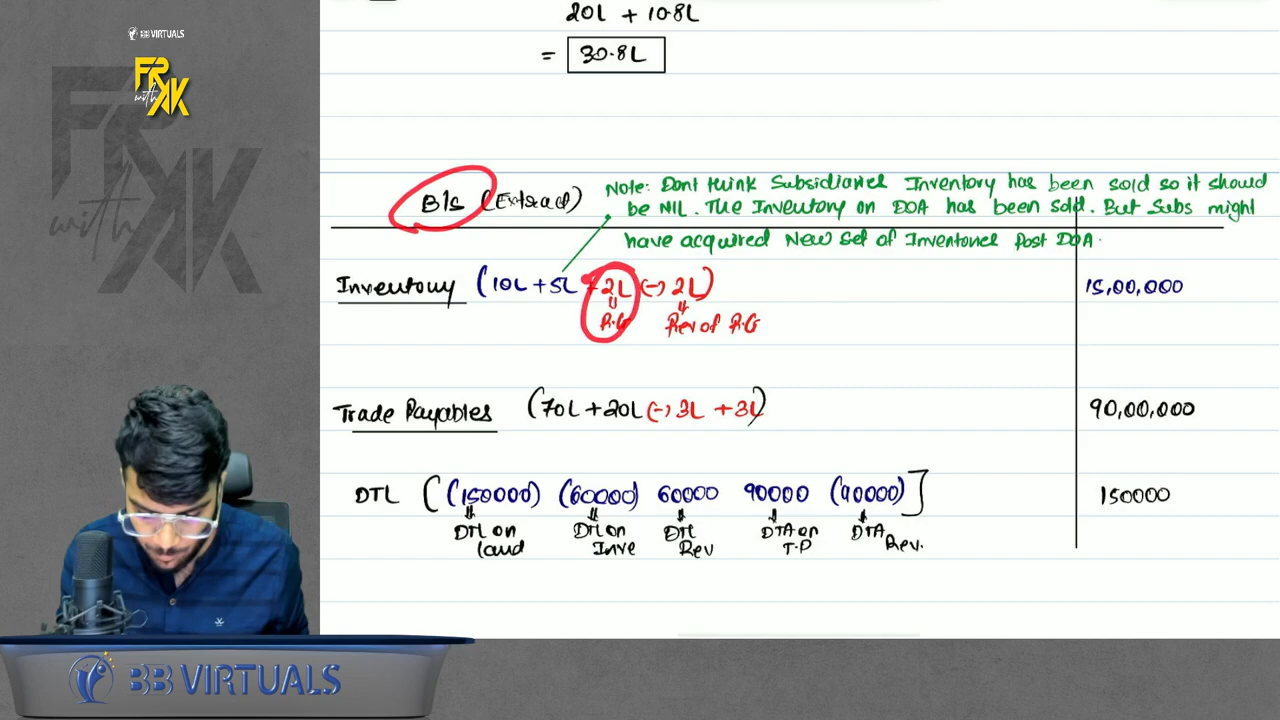 BB VIRTUALS
FR
with AK
20L + 10.8L
= 30.8L
B/s (Extract)
Note: Dont think Subsidiaries Inventory has been sold so it should
be NIL. The Inventory on DOA has been sold. But Subs might
have acquired New set of Inventories Post DOA.
Inventory (10L + 5L + 2L (-) 2L) 15,00,000
R.G Rev of R.G
Trade Payables (70L + 20L (-) 3L + 3L) 90,00,000
DTL [(150000) (60000) 60000 90000 (90000)] 150000
DTL on land DTL on Inve DTL Rev DTA on T.P DTA Rev.
BB VIRTUALS